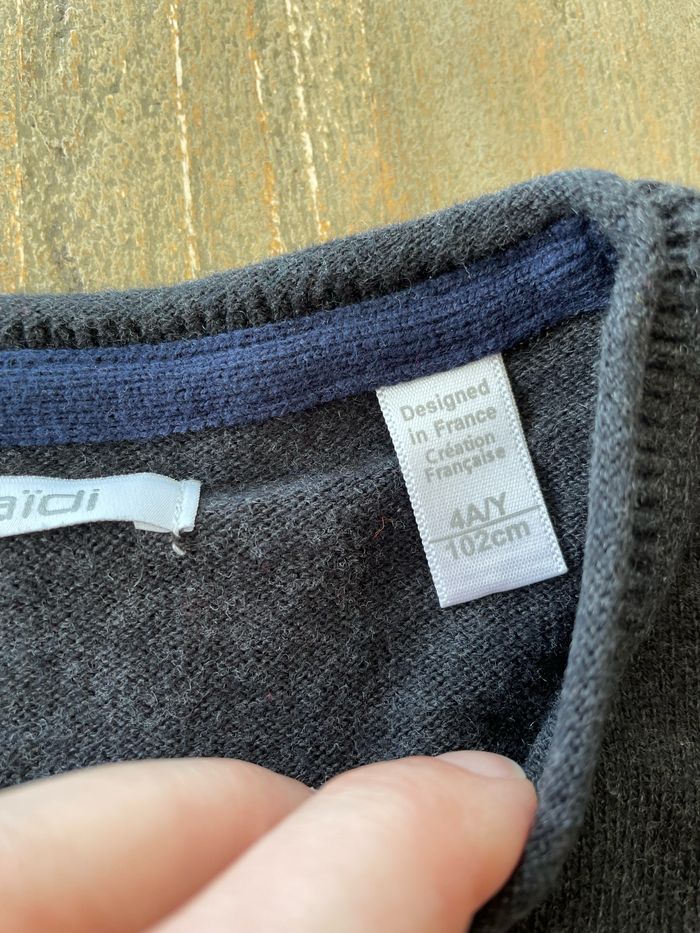 aïdi
Designed
in France
Création
Française
4A/Y
102cm